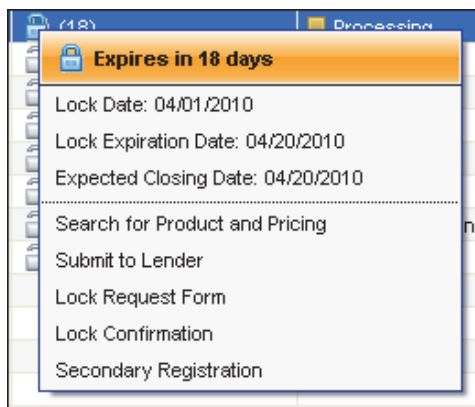 (18) Processing
Expires in 18 days
Lock Date: 04/01/2010
Lock Expiration Date: 04/20/2010
Expected Closing Date: 04/20/2010
Search for Product and Pricing
Submit to Lender
Lock Request Form
Lock Confirmation
Secondary Registration